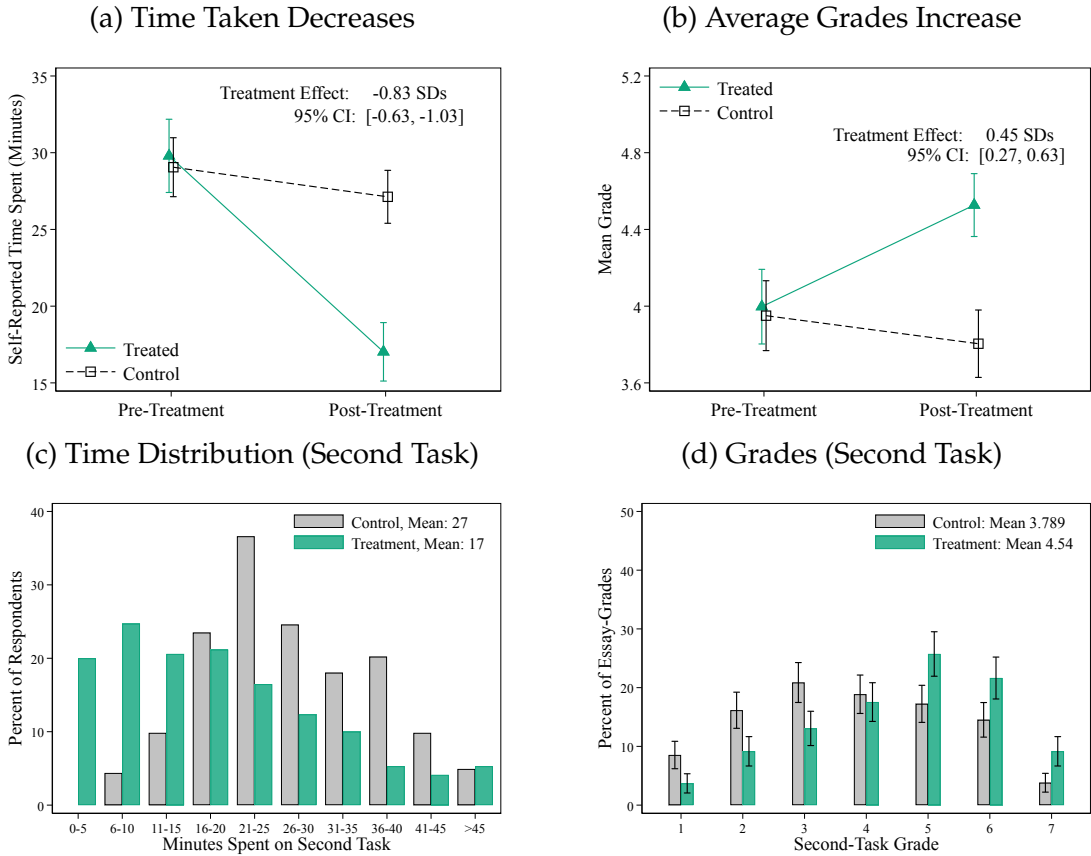 (a) Time Taken Decreases
Self-Reported Time Spent (Minutes)
35
30
25
20
15
Treatment Effect: -0.83 SDs
95% CI: [-0.63, -1.03]
Treated
Control
Pre-Treatment
Post-Treatment
(b) Average Grades Increase
Mean Grade
5.2
4.8
4.4
4
3.6
Treated
Control
Treatment Effect: 0.45 SDs
95% CI: [0.27, 0.63]
Pre-Treatment
Post-Treatment
(c) Time Distribution (Second Task)
Percent of Respondents
40
30
20
10
0
Control, Mean: 27
Treatment, Mean: 17
0-5 6-10 11-15 16-20 21-25 26-30 31-35 36-40 41-45 >45
Minutes Spent on Second Task
(d) Grades (Second Task)
Percent of Essay-Grades
50
40
30
20
10
0
Control: Mean 3.789
Treatment: Mean 4.54
1 2 3 4 5 6 7
Second-Task Grade